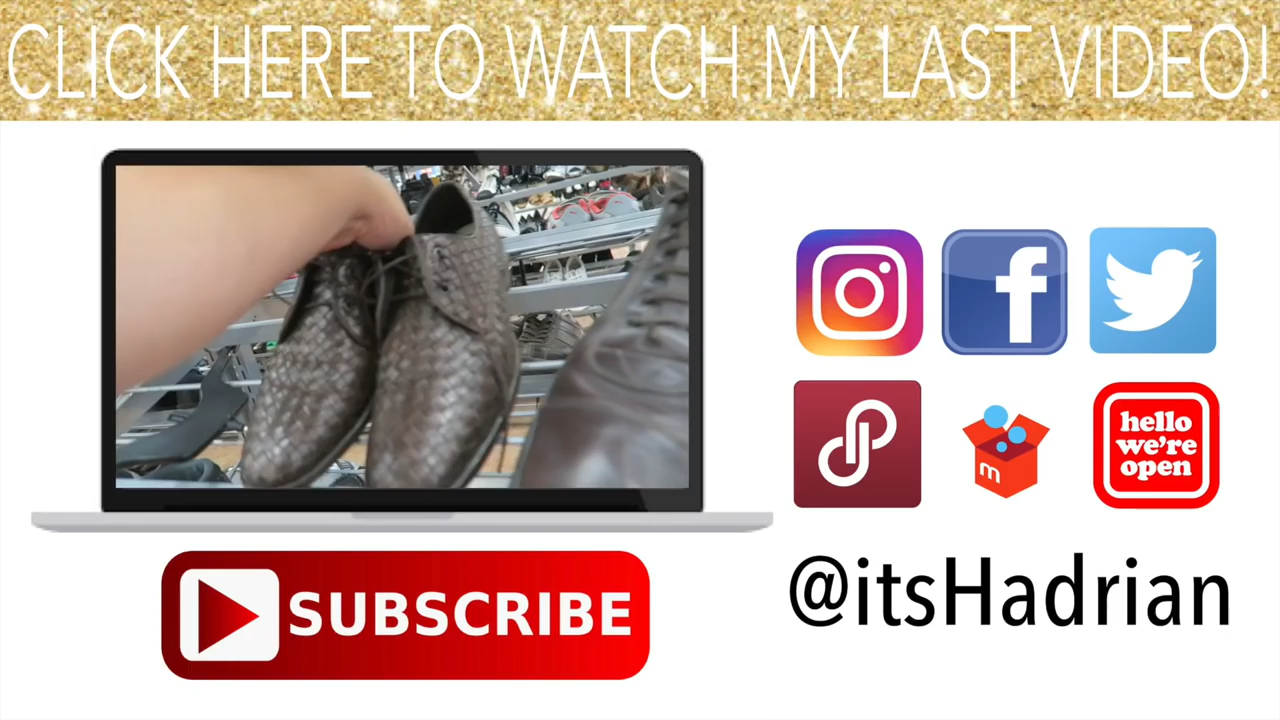 CLICK HERE TO WATCH MY LAST VIDEO!
f
m
hello
we're
open
SUBSCRIBE
@itsHadrian